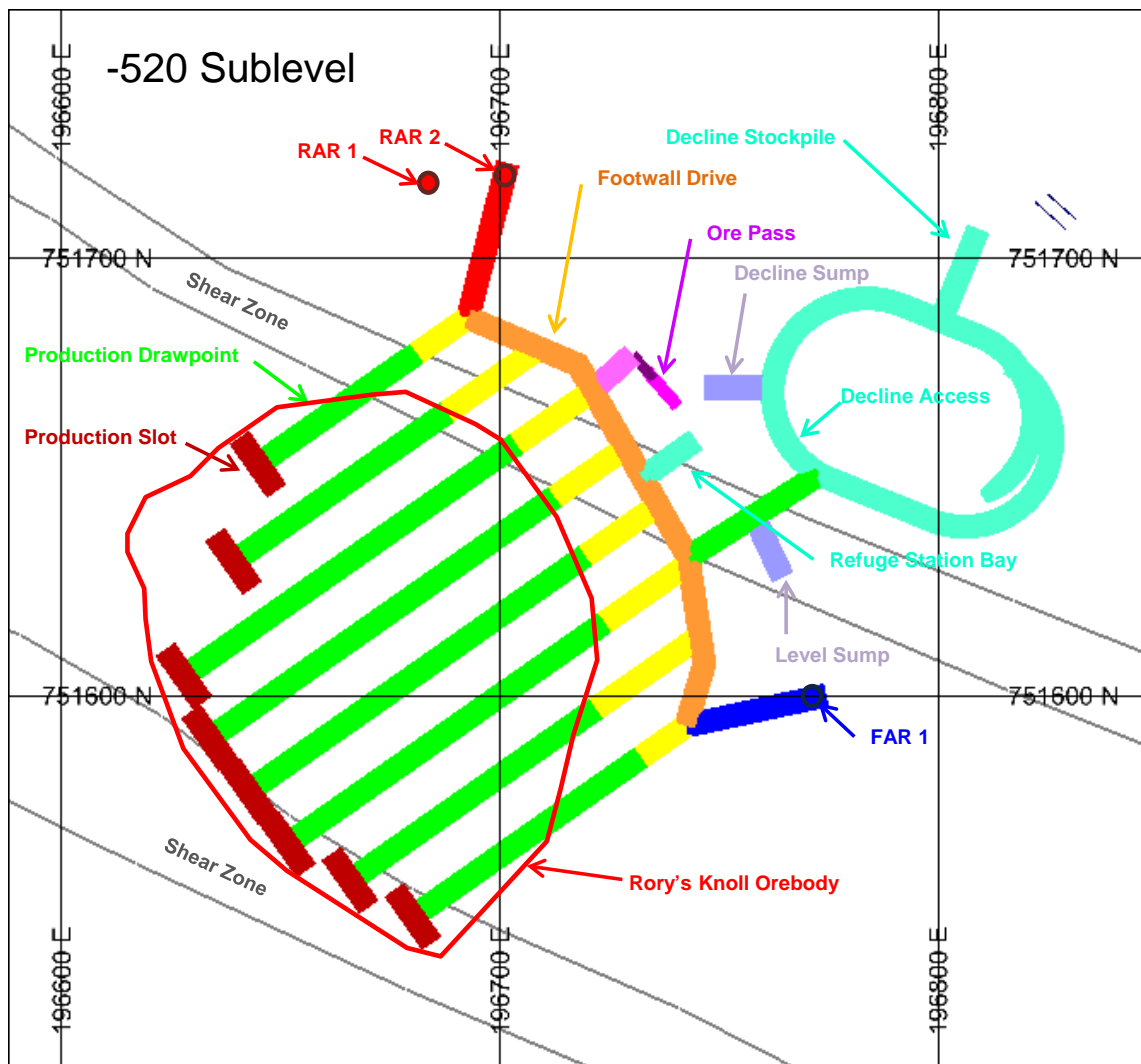 -520 Sublevel
196600 E
196700 E
196800 E
RAR 2
RAR 1
Decline Stockpile
Footwall Drive
Ore Pass
751700 N
751700 N
Decline Sump
Shear Zone
Production Drawpoint
Decline Access
Production Slot
Refuge Station Bay
Level Sump
751600 N
751600 N
FAR 1
Shear Zone
Rory's Knoll Orebody
196600 E
196700 E
196800 E